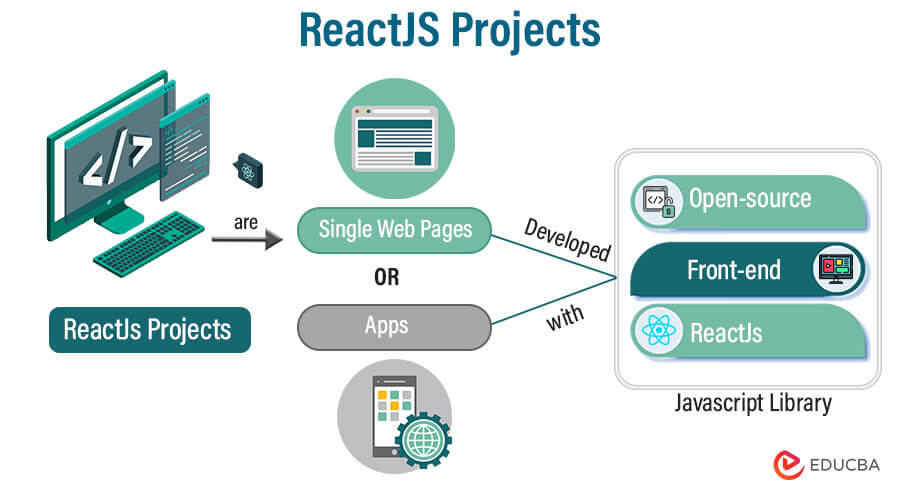 ReactJS Projects
</>
are
ReactJs Projects
Single Web Pages
OR
Apps
Developed
with
</>
Open-source
Front-end
ReactJs
Javascript Library
EDUCBA